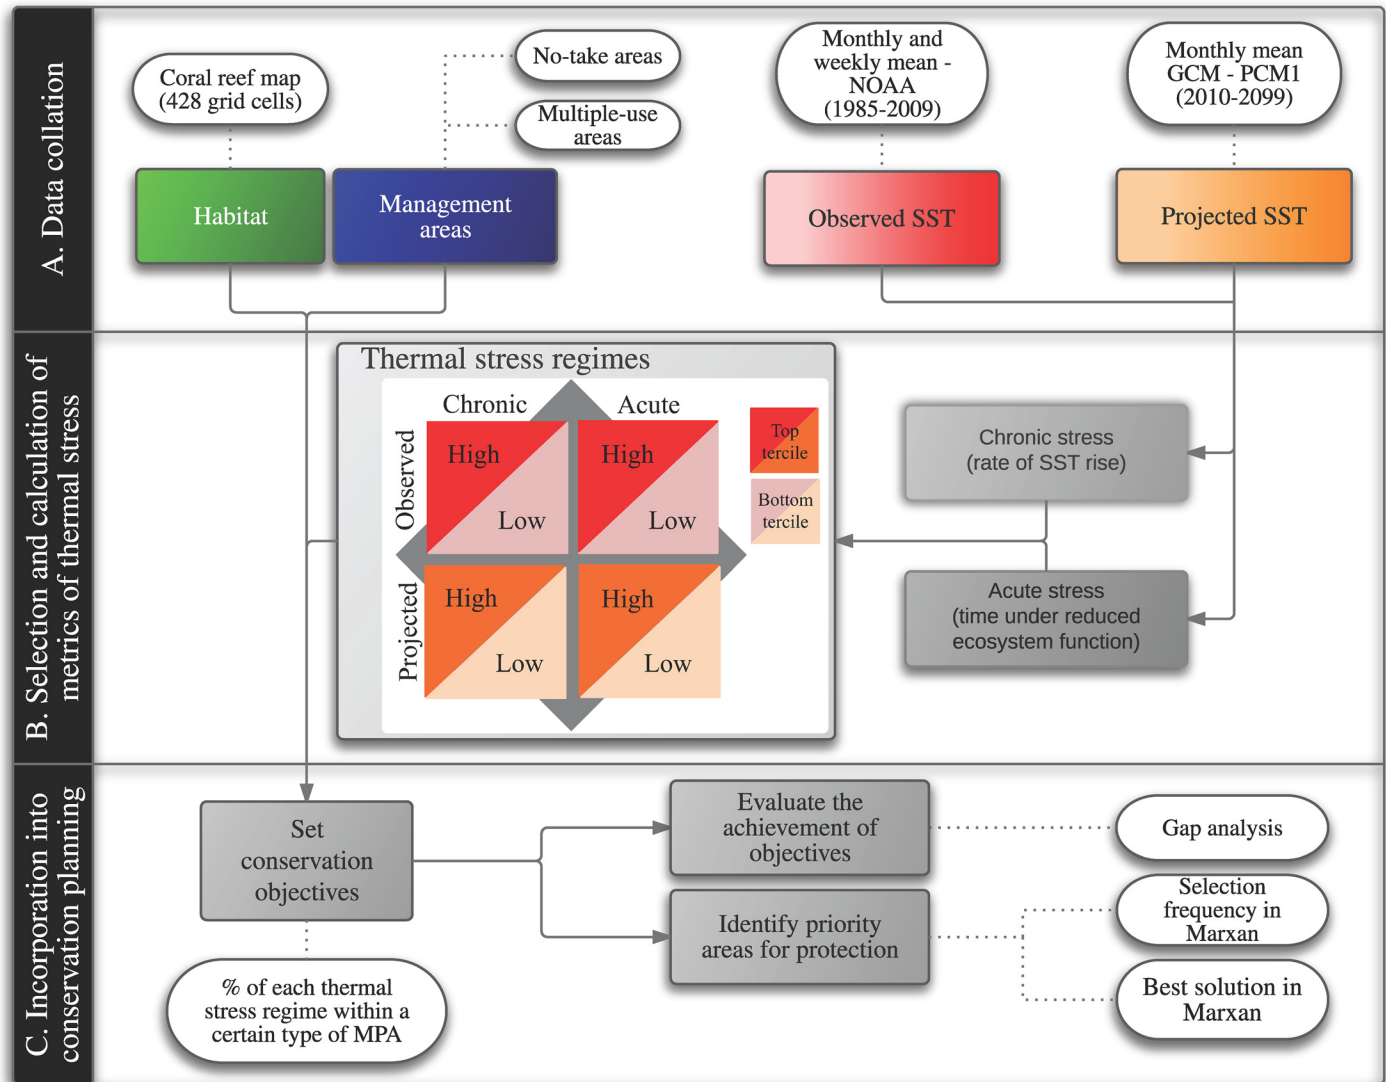 A. Data collation
Coral reef map
(428 grid cells)
No-take areas
Multiple-use
areas
Monthly and
weekly mean -
NOAA
(1985-2009)
Monthly mean
GCM - PCM1
(2010-2099)
Habitat
Management
areas
Observed SST
Projected SST
B. Selection and calculation of
metrics of thermal stress
Thermal stress regimes
Chronic
Acute
Observed
High
Low
High
Low
Projected
High
Low
High
Low
Top
tercile
Bottom
tercile
Chronic stress
(rate of SST rise)
Acute stress
(time under reduced
ecosystem function)
C. Incorporation into
conservation planning
Set
conservation
objectives
% of each thermal
stress regime within a
certain type of MPA
Evaluate the
achievement of
objectives
Identify priority
areas for protection
Gap analysis
Selection
frequency in
Marxan
Best solution in
Marxan